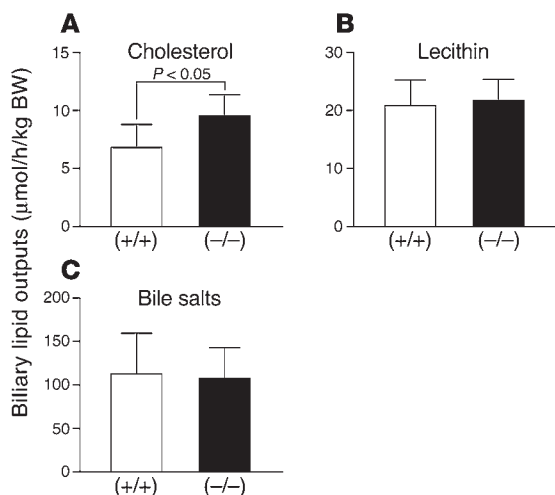 Biliary lipid outputs (μmol/h/kg BW)
A
Cholesterol
P < 0.05
15
10
5
0
(+/+) (−/−)
B
Lecithin
30
20
10
0
(+/+) (−/−)
C
Bile salts
200
150
100
50
0
(+/+) (−/−)